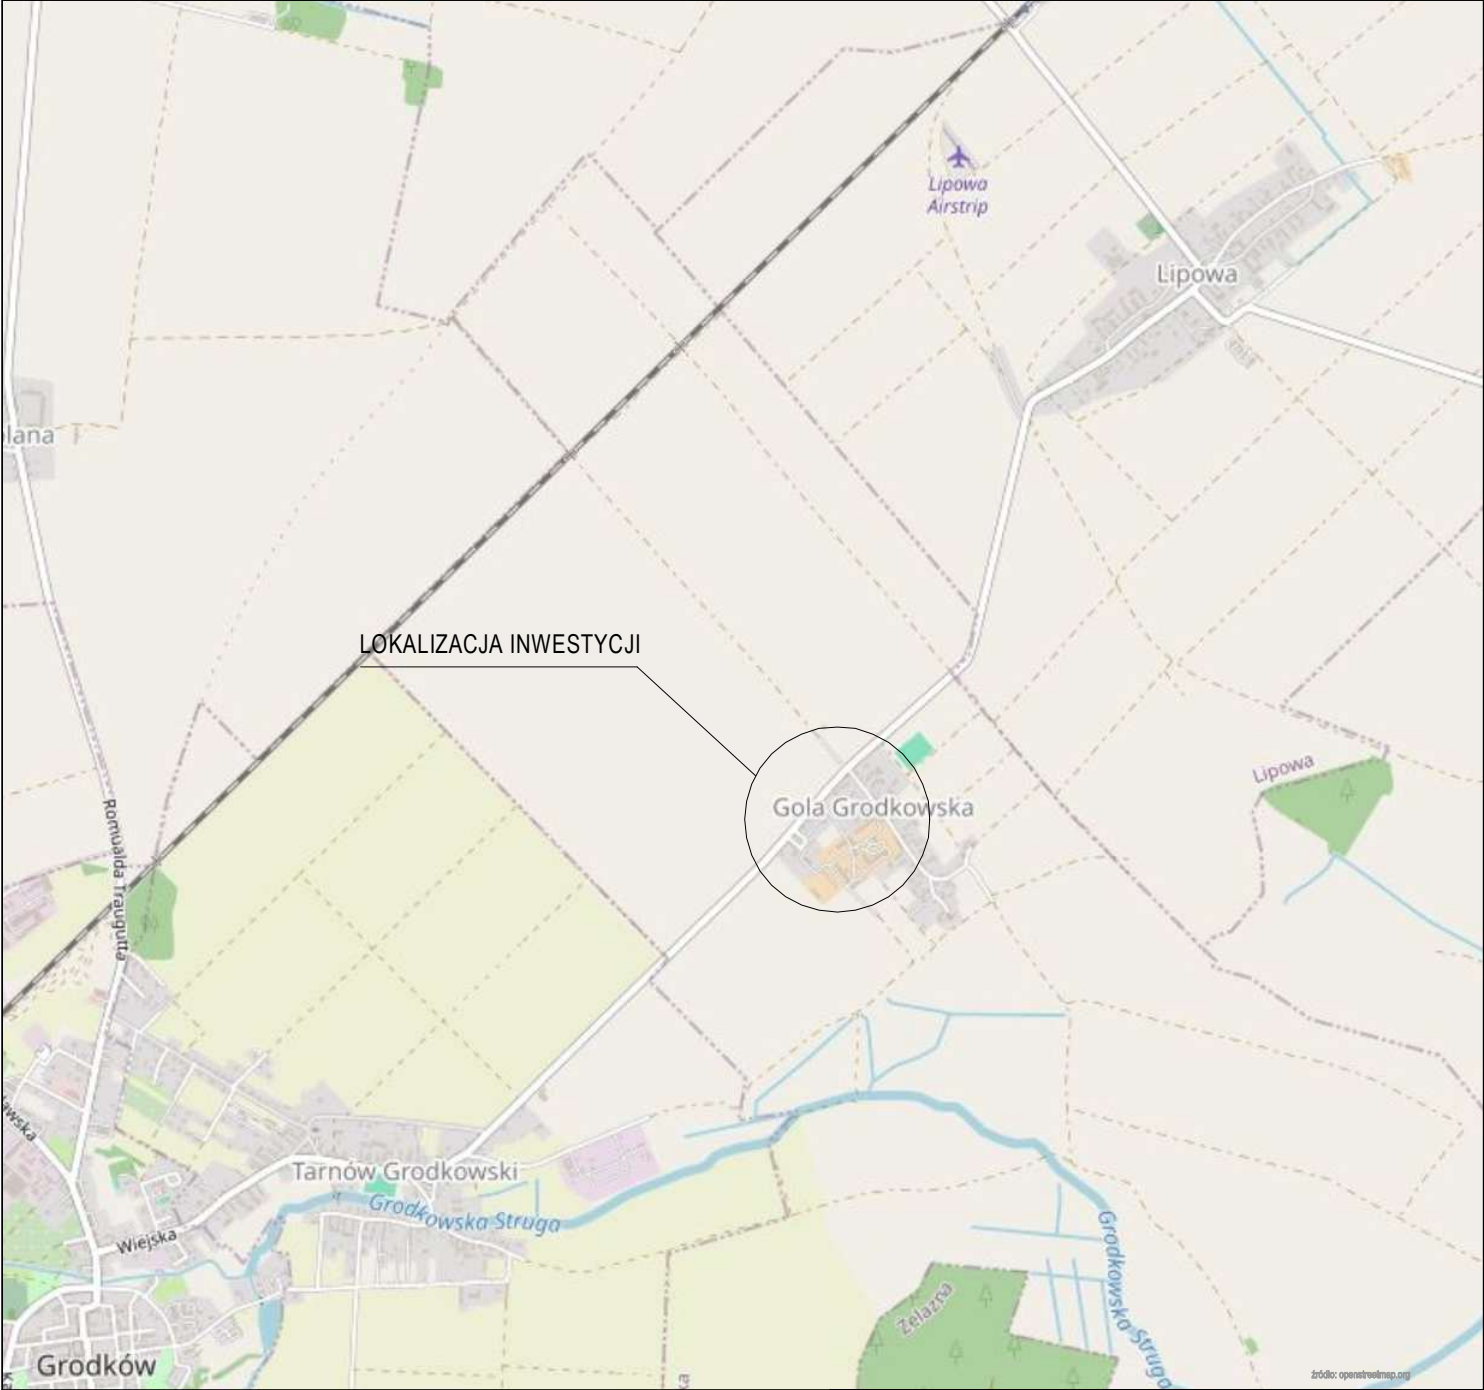 Lipowa
Airstrip
Lipowa
lana
LOKALIZACJA INWESTYCJI
Lipowa
Romualda Traugutta
Gola Grodkowska
Tarnów Grodkowski
Grodkowska Struga
Wiejska
Grodkowska Struga
Żelazna
Grodków
źródło: openstreetmap.org